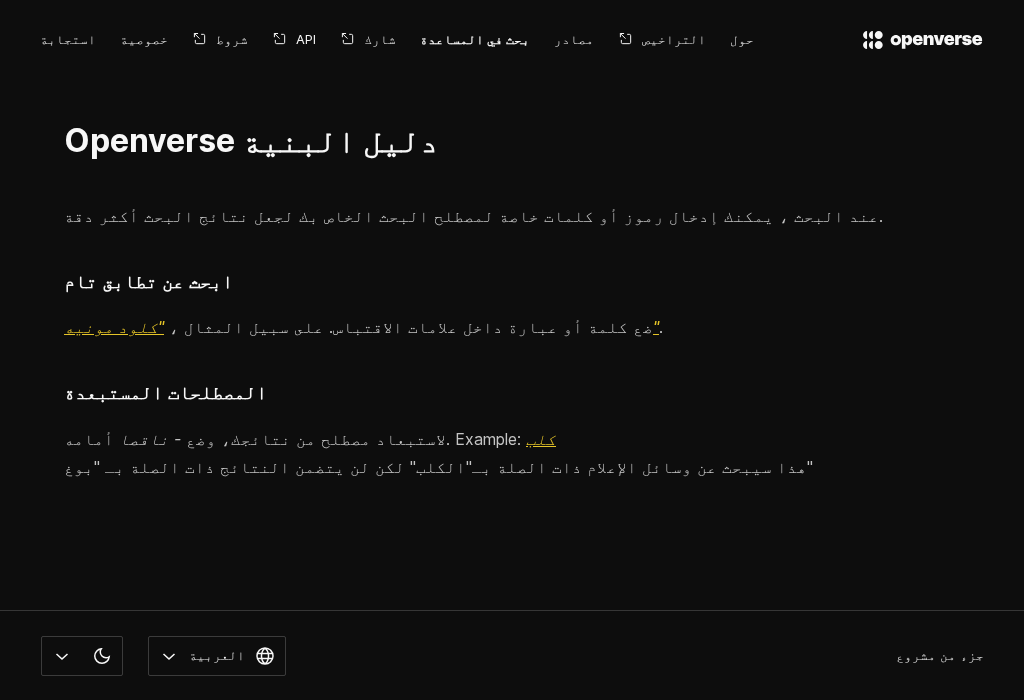 openverse
حول
التراخيص
مصادر
بحث في المساعدة
شارك
API
شروط
خصوصية
استجابة
دليل البنية Openverse
عند البحث ، يمكنك إدخال رموز أو كلمات خاصة لمصطلح البحث الخاص بك لجعل نتائج البحث أكثر دقة.
ابحث عن تطابق تام
ضع كلمة أو عبارة داخل علامات الاقتباس. على سبيل المثال ، "كلود مونيه".
المصطلحات المستبعدة
لاستبعاد مصطلح من نتائجك، وضع - ناقصا أمامه. Example: كلب
هذا سيبحث عن وسائل الإعلام ذات الصلة بـ"الكلب" لكن لن يتضمن النتائج ذات الصلة بـ "بوغ"
جزء من مشروع
العربية